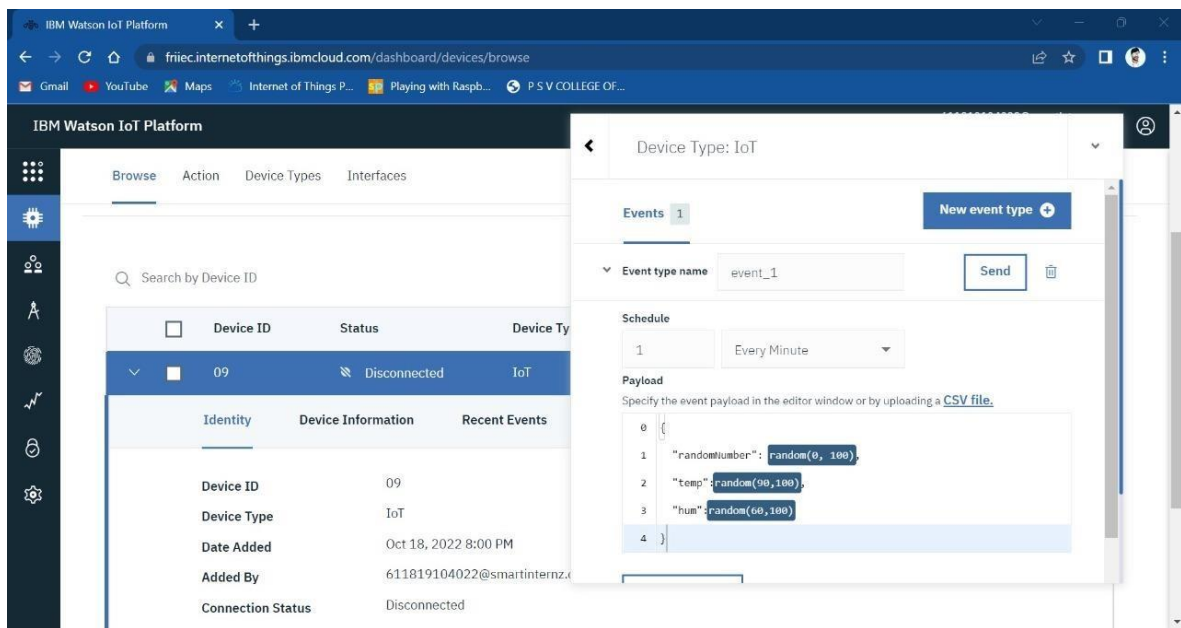 IBM Watson IoT Platform
friiec.internetofthings.ibmcloud.com/dashboard/devices/browse
Gmail YouTube Maps Internet of Things P... Playing with Raspb... P S V COLLEGE OF...
IBM Watson IoT Platform
Browse Action Device Types Interfaces
Search by Device ID
Device ID Status Device Ty
09 Disconnected IoT
Identity Device Information Recent Events
Device ID 09
Device Type IoT
Date Added Oct 18, 2022 8:00 PM
Added By 611819104022@smartinternz.c
Connection Status Disconnected
Device Type: IoT
Events 1 New event type
Event type name event_1 Send
Schedule
1 Every Minute
Payload
Specify the event payload in the editor window or by uploading a CSV file.
0 {
1 "randomNumber": random(0, 100),
2 "temp":random(90,100),
3 "hum":random(60,100)
4 }